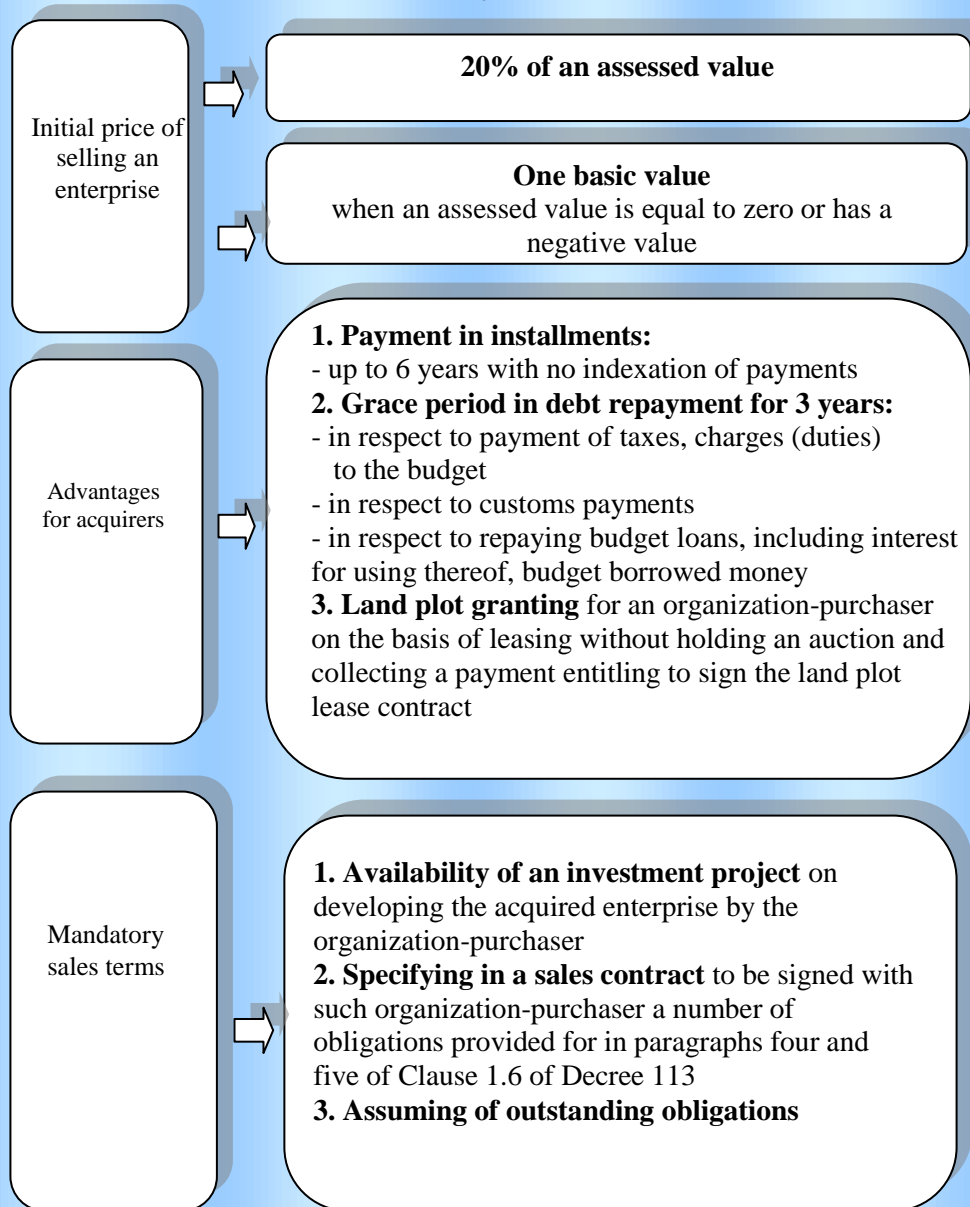 Initial price of
selling an
enterprise
20% of an assessed value
One basic value
when an assessed value is equal to zero or has a
negative value
Advantages
for acquirers
1. Payment in installments:
- up to 6 years with no indexation of payments
2. Grace period in debt repayment for 3 years:
- in respect to payment of taxes, charges (duties)
to the budget
- in respect to customs payments
- in respect to repaying budget loans, including interest
for using thereof, budget borrowed money
3. Land plot granting for an organization-purchaser
on the basis of leasing without holding an auction and
collecting a payment entitling to sign the land plot
lease contract
Mandatory
sales terms
1. Availability of an investment project on
developing the acquired enterprise by the
organization-purchaser
2. Specifying in a sales contract to be signed with
such organization-purchaser a number of
obligations provided for in paragraphs four and
five of Clause 1.6 of Decree 113
3. Assuming of outstanding obligations